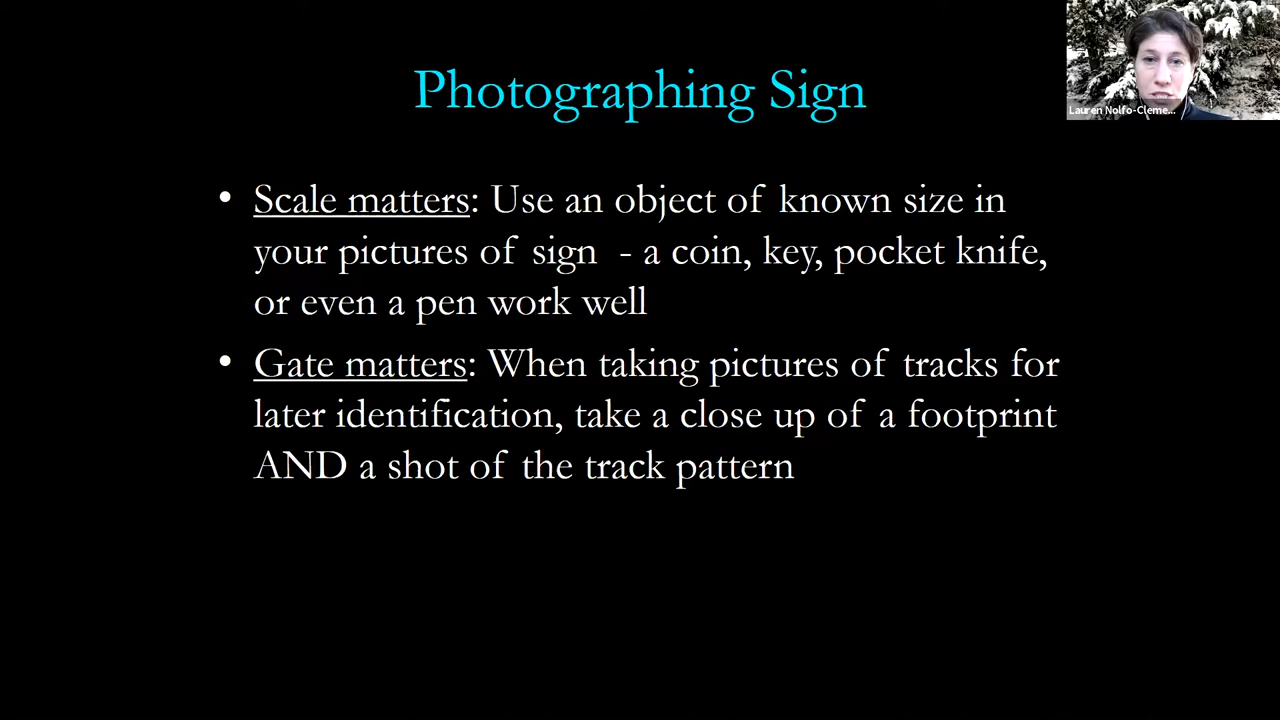 Photographing Sign
Lauren Nolfo-Cleme...
• Scale matters: Use an object of known size in
your pictures of sign - a coin, key, pocket knife,
or even a pen work well
• Gate matters: When taking pictures of tracks for
later identification, take a close up of a footprint
AND a shot of the track pattern